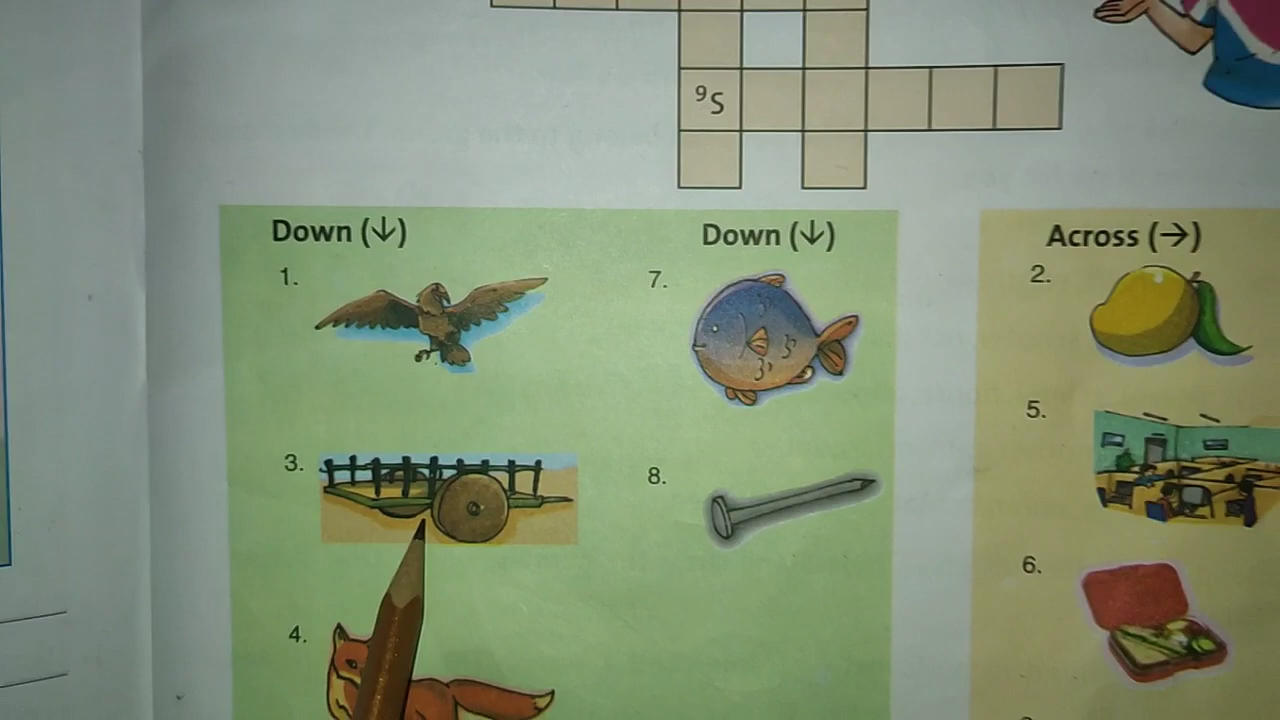 9S
Down (↓)
1.
3.
4.
Down (↓)
7.
8.
Across (→)
2.
5.
6.